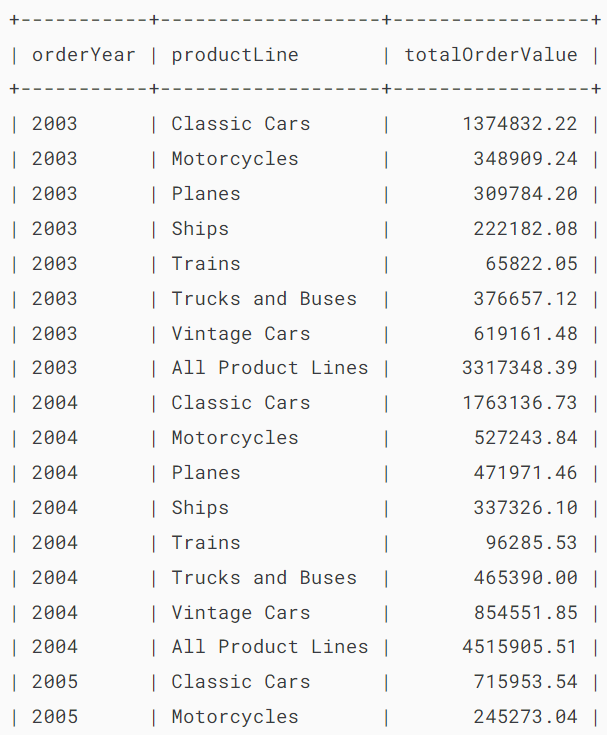 +-----------+-------------------+-----------------+
| orderYear | productLine       | totalOrderValue |
+-----------+-------------------+-----------------+
| 2003      | Classic Cars      |      1374832.22 |
| 2003      | Motorcycles       |       348909.24 |
| 2003      | Planes            |       309784.20 |
| 2003      | Ships             |       222182.08 |
| 2003      | Trains            |        65822.05 |
| 2003      | Trucks and Buses  |       376657.12 |
| 2003      | Vintage Cars      |       619161.48 |
| 2003      | All Product Lines |      3317348.39 |
| 2004      | Classic Cars      |      1763136.73 |
| 2004      | Motorcycles       |       527243.84 |
| 2004      | Planes            |       471971.46 |
| 2004      | Ships             |       337326.10 |
| 2004      | Trains            |        96285.53 |
| 2004      | Trucks and Buses  |       465390.00 |
| 2004      | Vintage Cars      |       854551.85 |
| 2004      | All Product Lines |      4515905.51 |
| 2005      | Classic Cars      |       715953.54 |
| 2005      | Motorcycles       |       245273.04 |